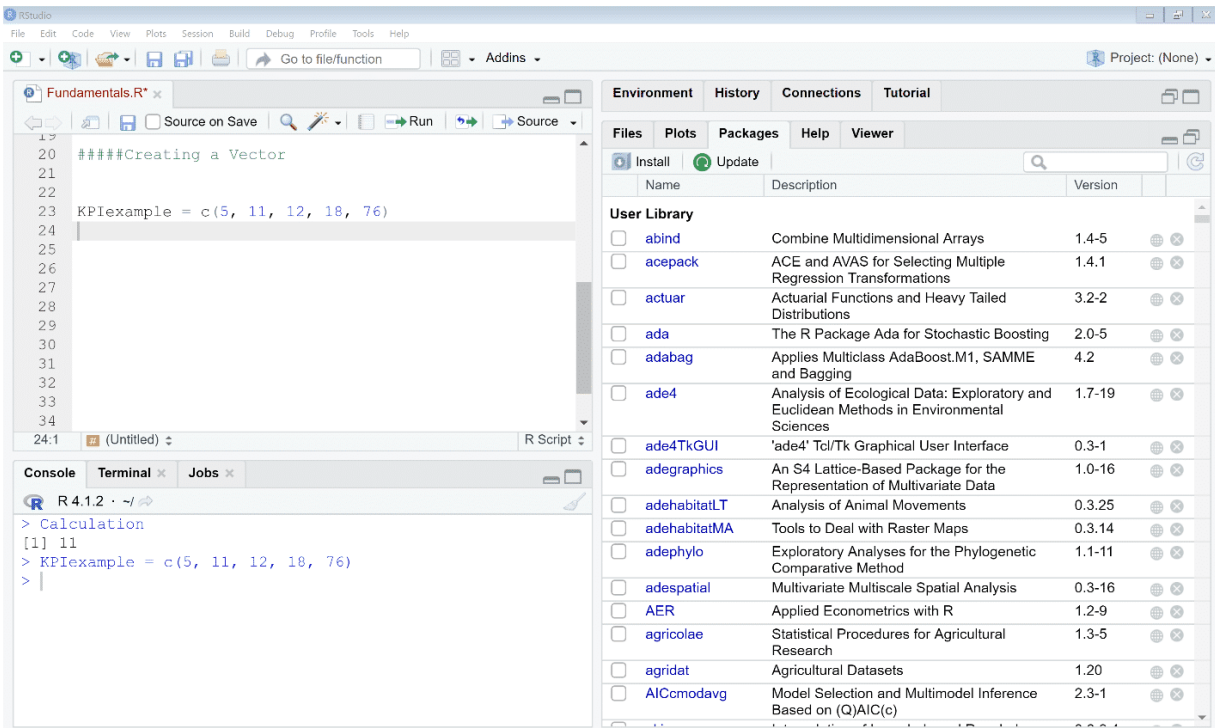 RStudio
File Edit Code View Plots Session Build Debug Profile Tools Help
Go to file/function Addins Project: (None)
Fundamentals.R*
Source on Save Run Source
19
20 #####Creating a Vector
21
22
23 KPIexample = c(5, 11, 12, 18, 76)
24
25
26
27
28
29
30
31
32
33
34
24:1 # (Untitled) R Script
Console Terminal Jobs
R R 4.1.2 · ~/
> Calculation
[1] 11
> KPIexample = c(5, 11, 12, 18, 76)
>
Environment History Connections Tutorial
Files Plots Packages Help Viewer
Install Update
Name Description Version
User Library
abind Combine Multidimensional Arrays 1.4-5
acepack ACE and AVAS for Selecting Multiple 1.4.1
Regression Transformations
actuar Actuarial Functions and Heavy Tailed 3.2-2
Distributions
ada The R Package Ada for Stochastic Boosting 2.0-5
adabag Applies Multiclass AdaBoost.M1, SAMME 4.2
and Bagging
ade4 Analysis of Ecological Data: Exploratory and 1.7-19
Euclidean Methods in Environmental
Sciences
ade4TkGUI 'ade4' Tcl/Tk Graphical User Interface 0.3-1
adegraphics An S4 Lattice-Based Package for the 1.0-16
Representation of Multivariate Data
adehabitatLT Analysis of Animal Movements 0.3.25
adehabitatMA Tools to Deal with Raster Maps 0.3.14
adephylo Exploratory Analyses for the Phylogenetic 1.1-11
Comparative Method
adespatial Multivariate Multiscale Spatial Analysis 0.3-16
AER Applied Econometrics with R 1.2-9
agricolae Statistical Procedures for Agricultural 1.3-5
Research
agridat Agricultural Datasets 1.20
AICcmodavg Model Selection and Multimodel Inference 2.3-1
Based on (Q)AIC(c)